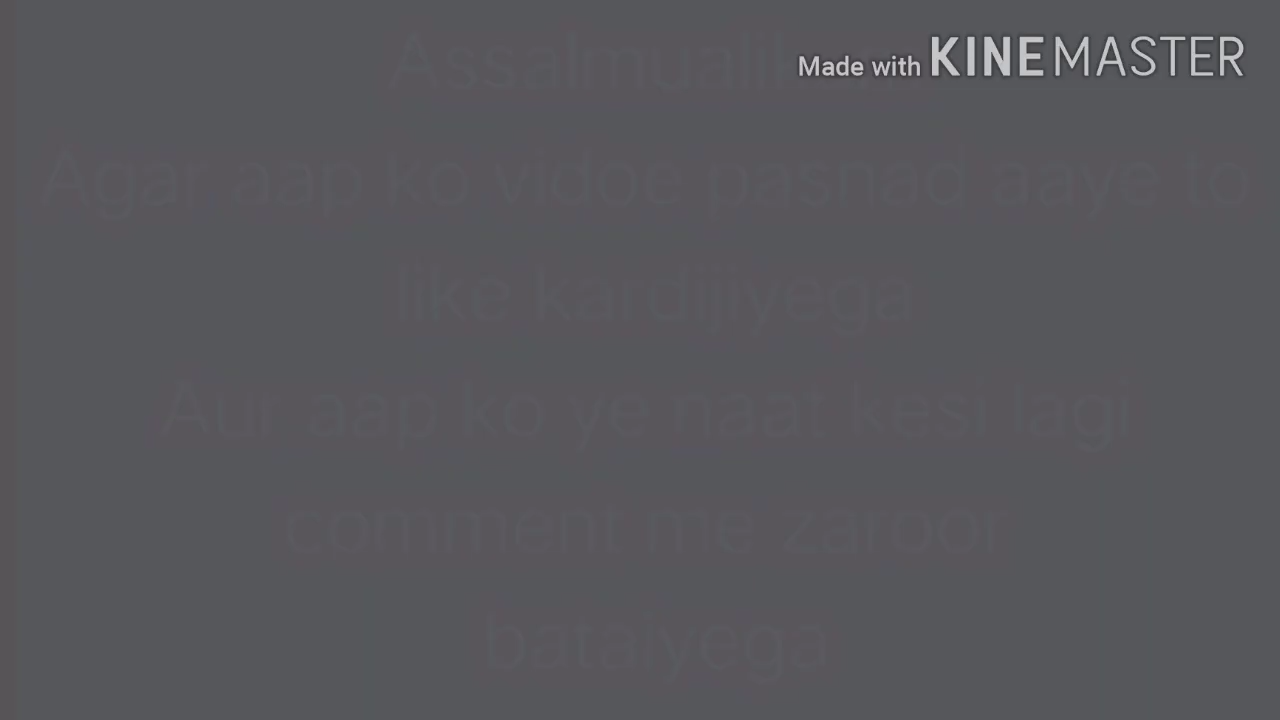 Made with KINEMASTER
Agar aap ko vidoe pasnad aaye to
like kardijiyega
Aur aap ko ye naat kesi lagi
comment me zaroor
bataiyega